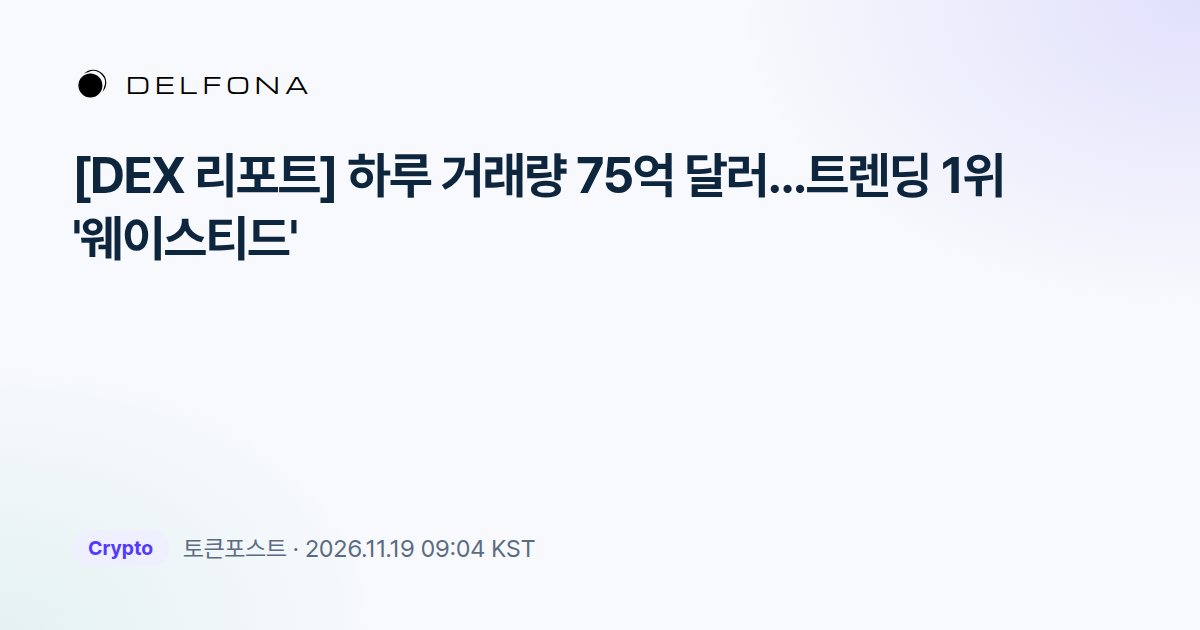 DELFONA
[DEX 리포트] 하루 거래량 75억 달러...트렌딩 1위
'웨이스티드'
Crypto 토큰포스트 · 2026.11.19 09:04 KST